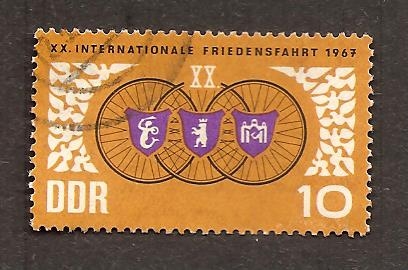 XX. INTERNATIONALE FRIEDENSFAHRT 1967
XX.
DDR
10